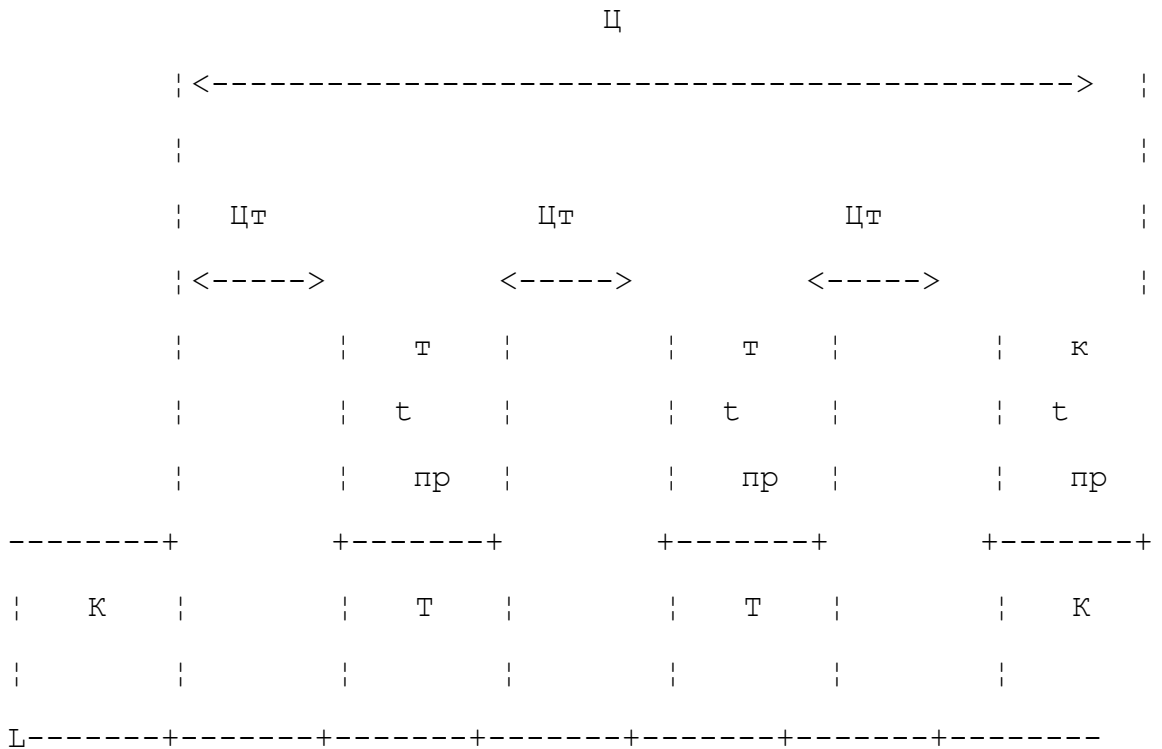 Ц
¦<---------------------------------------------->  ¦
¦                                                  ¦
¦  Цт              Цт              Цт              ¦
¦<----->         <----->         <----->          ¦
¦        ¦   т   ¦        ¦   т   ¦        ¦   к
¦        ¦  t    ¦        ¦  t    ¦        ¦  t
¦        ¦   пр  ¦        ¦   пр  ¦        ¦   пр
--------+        +-------+        +-------+        +-------+
¦   К   ¦        ¦   Т   ¦        ¦   Т   ¦        ¦   К
¦       ¦        ¦       ¦        ¦       ¦        ¦
L-------+-------+-------+-------+-------+-------+--------